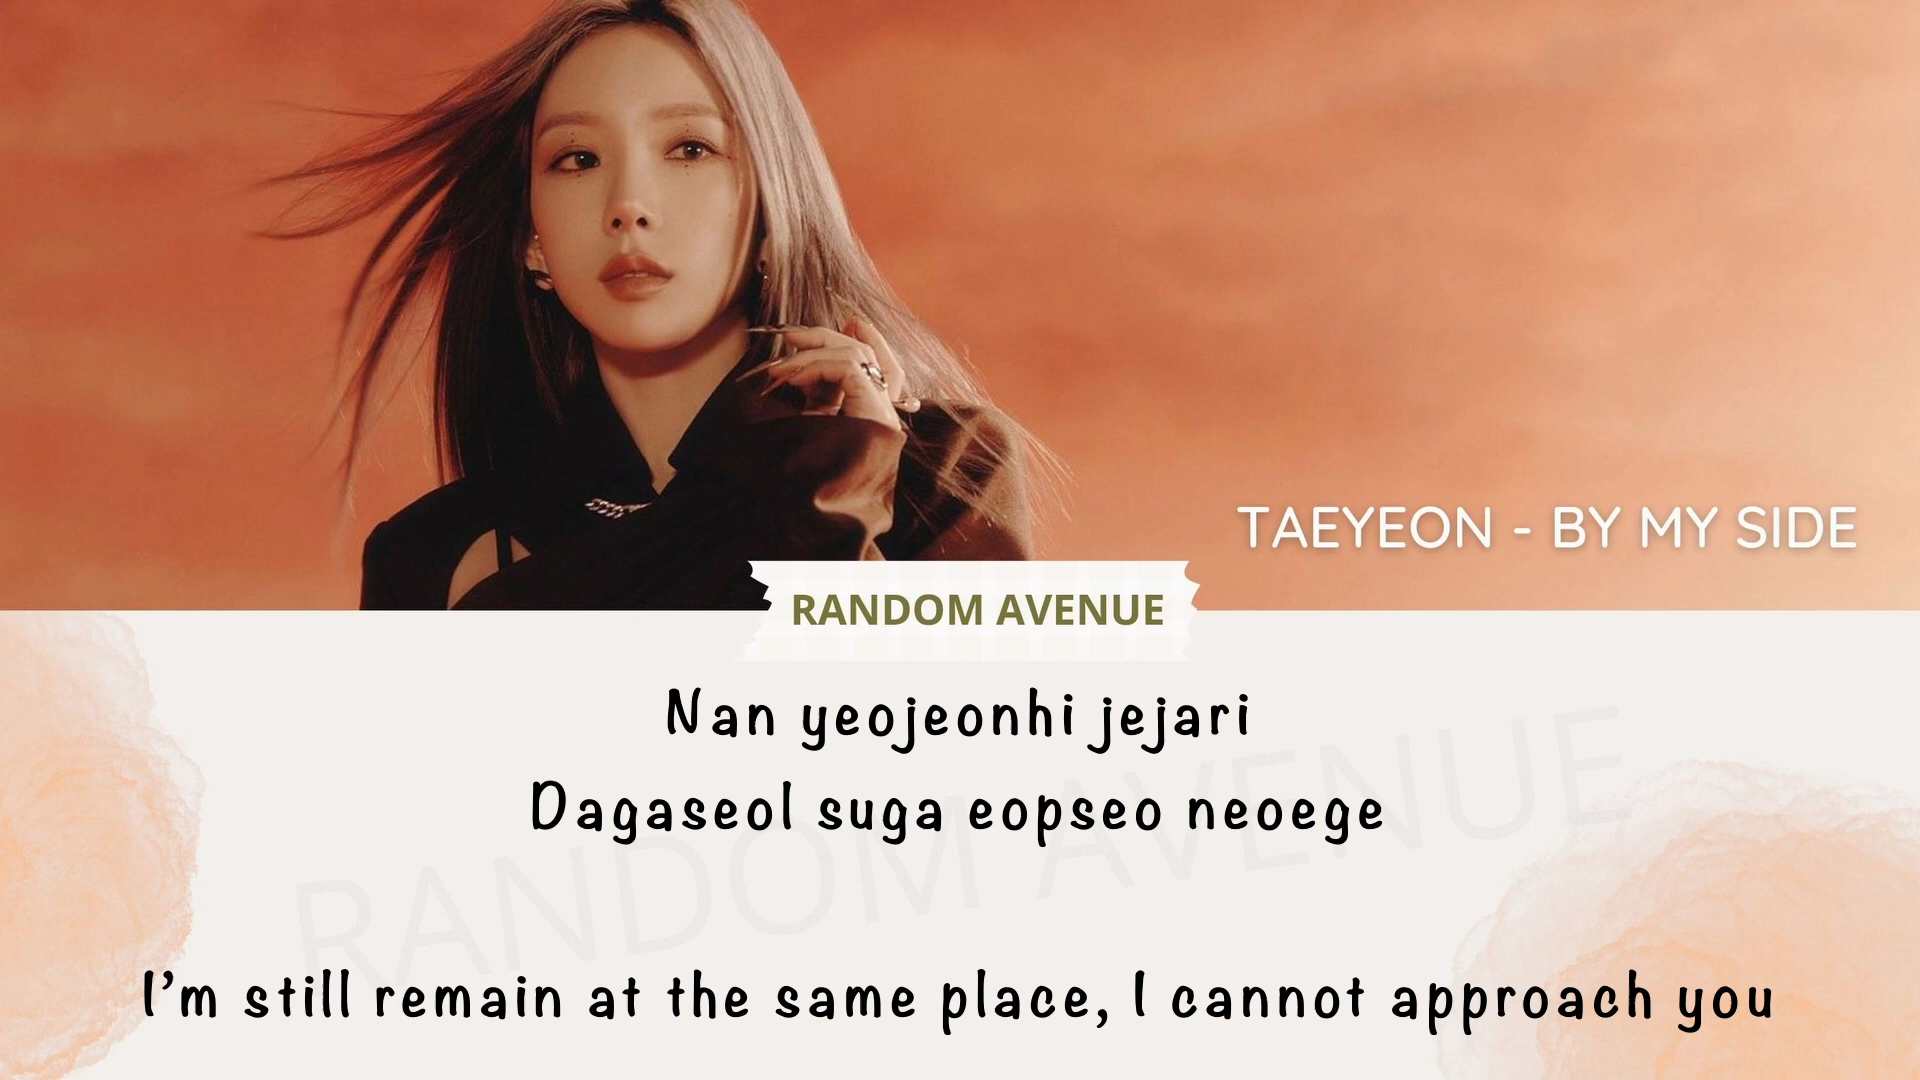 TAEYEON - BY MY SIDE
RANDOM AVENUE
Nan yeojeonhi jejari
Dagaseol suga eopseo neoege
RANDOM AVENUE
I'm still remain at the same place, I cannot approach you